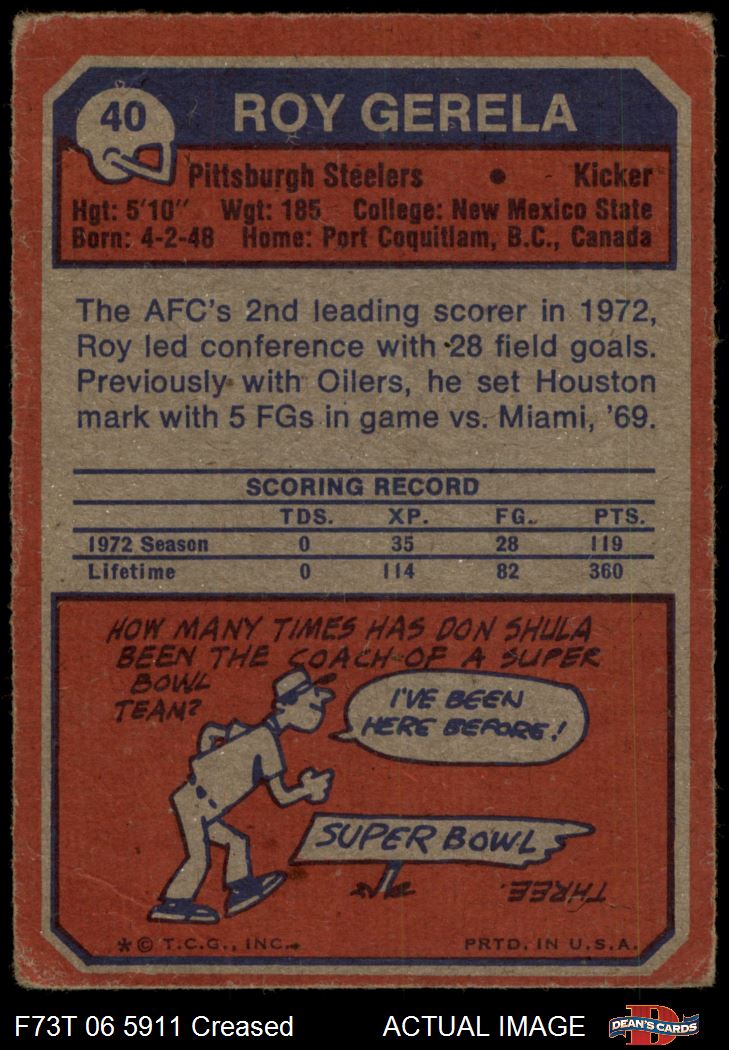 40
ROY GERELA
Pittsburgh Steelers • Kicker
Hgt: 5'10" Wgt: 185 College: New Mexico State
Born: 4-2-48 Home: Port Coquitlam, B.C., Canada
The AFC's 2nd leading scorer in 1972,
Roy led conference with 28 field goals.
Previously with Oilers, he set Houston
mark with 5 FGs in game vs. Miami, '69.
SCORING RECORD
TDS. XP. FG. PTS.
1972 Season 0 35 28 119
Lifetime 0 114 82 360
HOW MANY TIMES HAS DON SHULA
BEEN THE COACH OF A SUPER
BOWL
TEAM?
I'VE BEEN
HERE BEFORE!
SUPER BOWL
THREE.
*© T.C.G., INC. PRTD. IN U.S.A.
F73T 06 5911 Creased ACTUAL IMAGE
D
DEAN'S CARDS